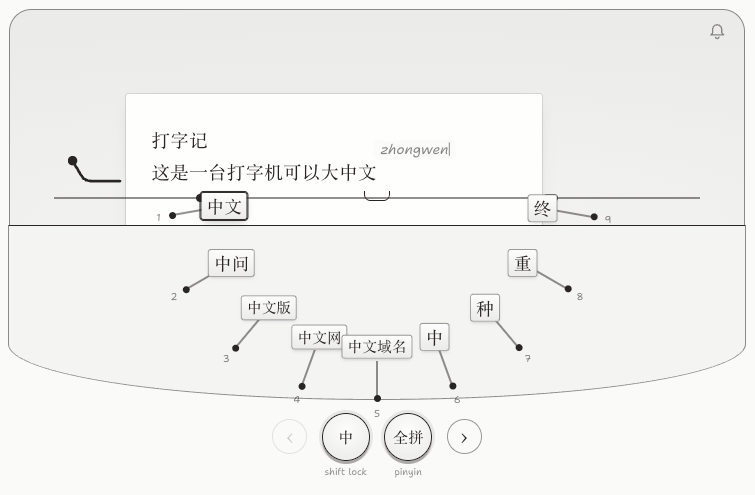 打字记
zhongwen
这是一台打字机可以大中文
中文
1
终
9
中问
2
重
8
中文版
3
种
7
中文网
4
中文域名
5
中
6
中
全拼
shift lock
pinyin